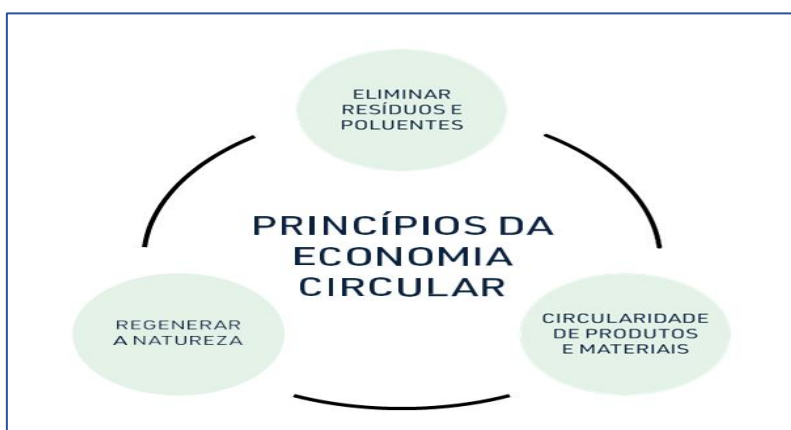 ELIMINAR
RESÍDUOS E
POLUENTES
PRINCÍPIOS DA
ECONOMIA
CIRCULAR
REGENERAR
A NATUREZA
CIRCULARIDADE
DE PRODUTOS
E MATERIAIS